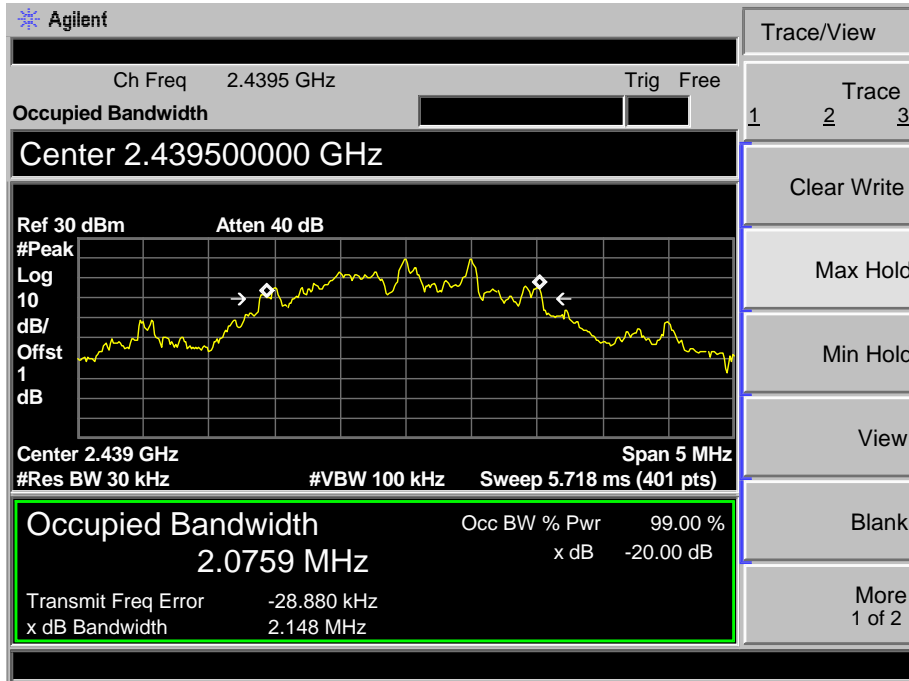 Agilent
Ch Freq 2.4395 GHz Trig Free
Occupied Bandwidth
Center 2.439500000 GHz
Ref 30 dBm Atten 40 dB
#Peak
Log
10
dB/
Offst
1
dB
Center 2.439 GHz Span 5 MHz
#Res BW 30 kHz #VBW 100 kHz Sweep 5.718 ms (401 pts)
Occupied Bandwidth
2.0759 MHz
Occ BW % Pwr 99.00 %
x dB -20.00 dB
Transmit Freq Error -28.880 kHz
x dB Bandwidth 2.148 MHz
Trace/View
Trace
1 2 3
Clear Write
Max Hold
Min Hold
View
Blank
More
1 of 2